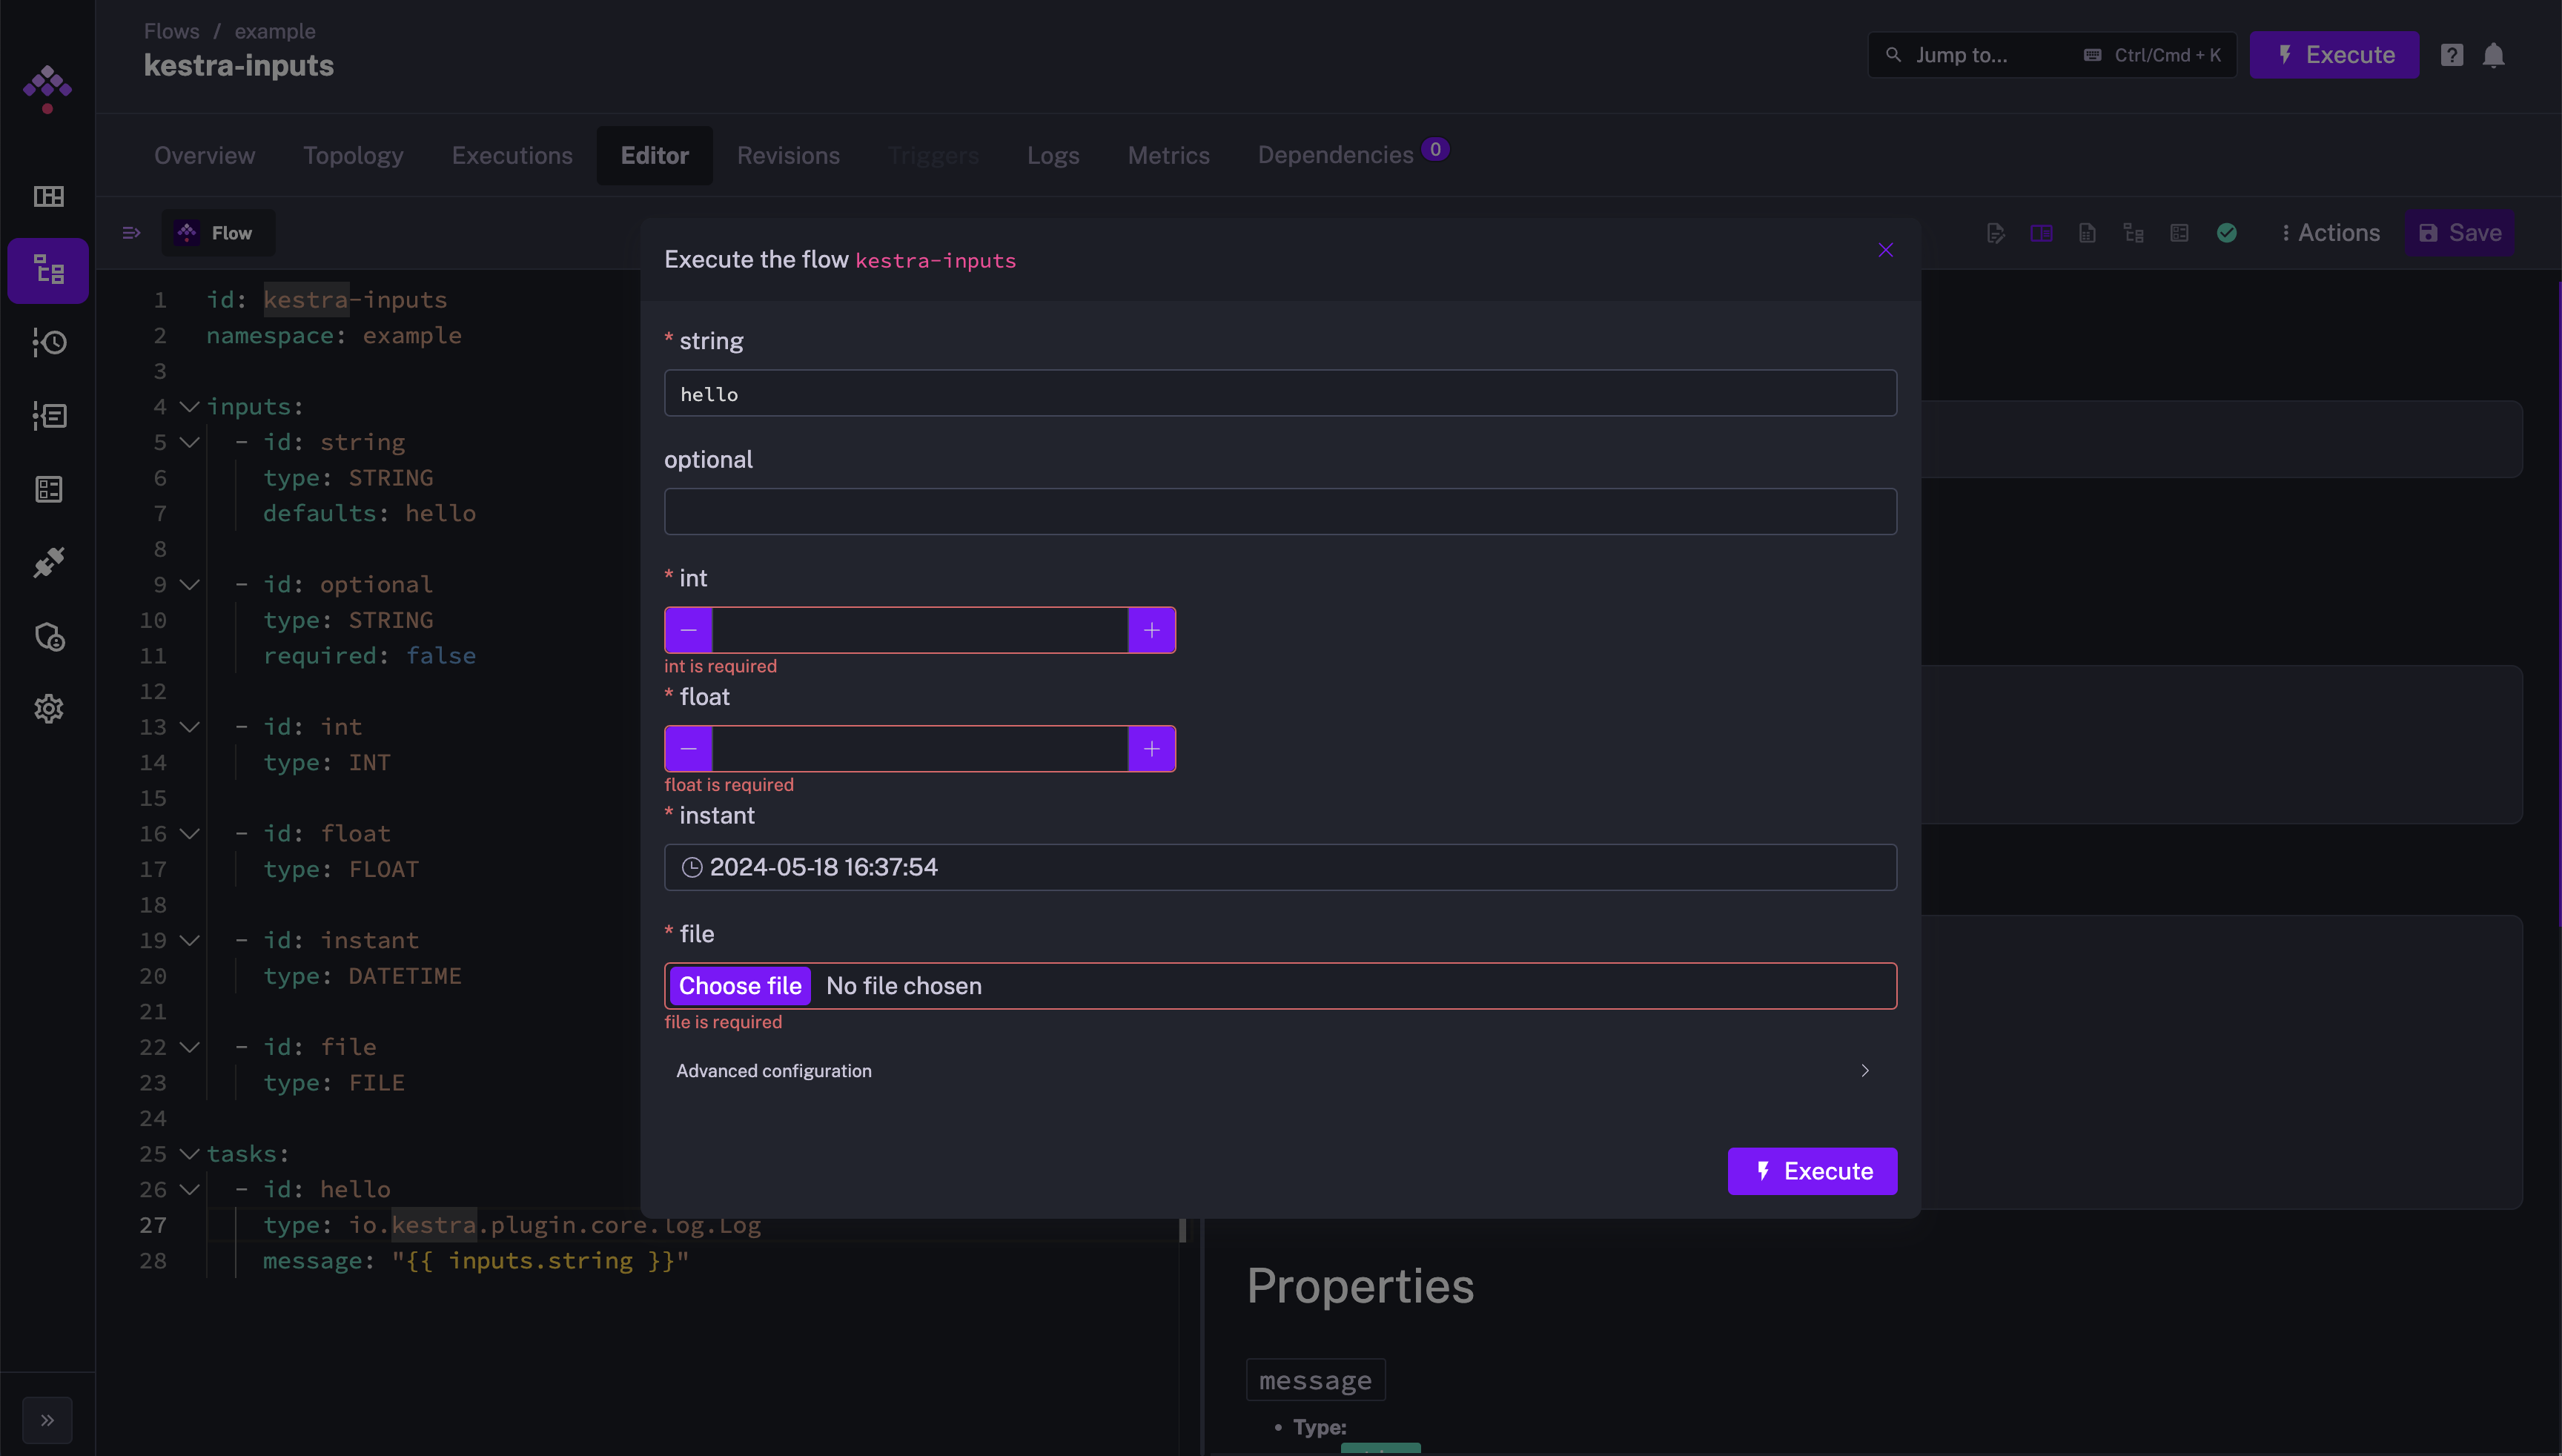 Flows / example
kestra-inputs
Jump to... Ctrl/Cmd + K
Execute
Overview Topology Executions Editor Revisions Triggers Logs Metrics Dependencies 0
Flow
Actions Save
1 id: kestra-inputs
2 namespace: example
3
4 inputs:
5 - id: string
6 type: STRING
7 defaults: hello
8
9 - id: optional
10 type: STRING
11 required: false
12
13 - id: int
14 type: INT
15
16 - id: float
17 type: FLOAT
18
19 - id: instant
20 type: DATETIME
21
22 - id: file
23 type: FILE
24
25 tasks:
26 - id: hello
27 type: io.kestra.plugin.core.log.Log
28 message: "{{ inputs.string }}"
Execute the flow kestra-inputs
* string
hello
optional
* int
int is required
* float
float is required
* instant
2024-05-18 16:37:54
* file
Choose file No file chosen
file is required
Advanced configuration
Execute
Properties
message
• Type: